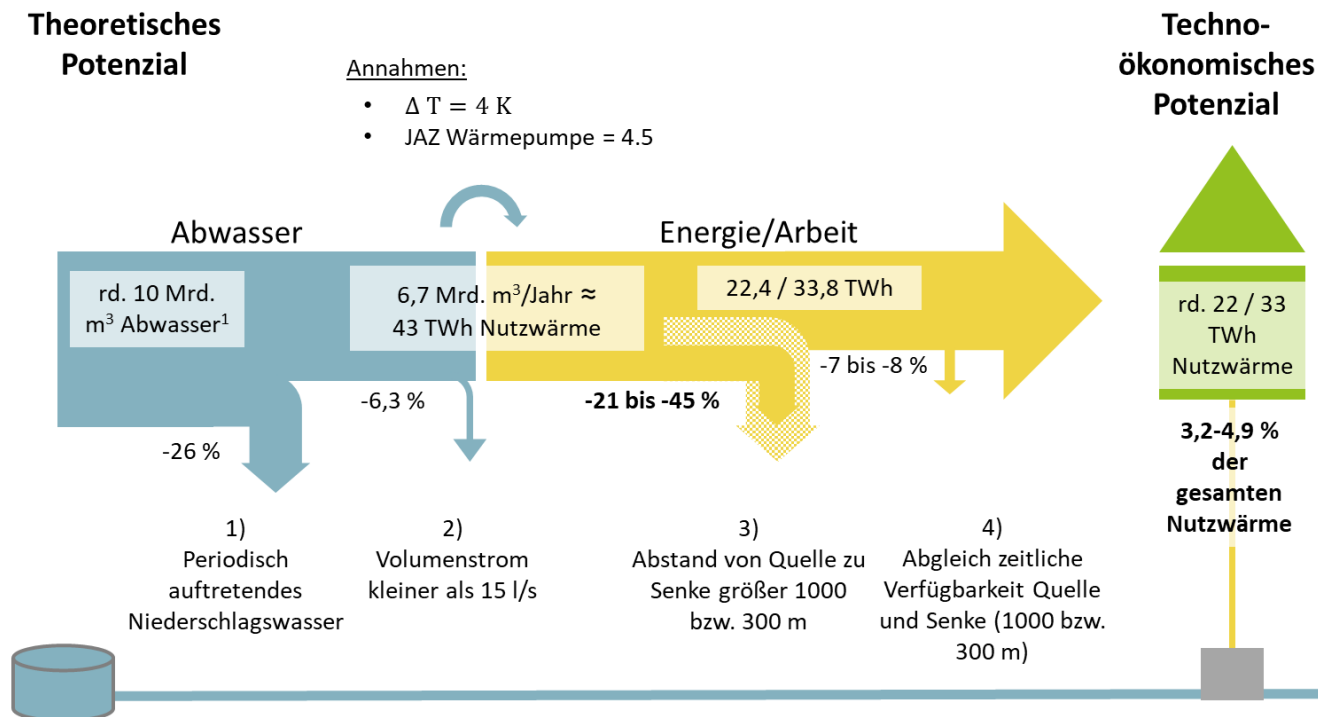 Theoretisches
Potenzial
Annahmen:
• Δ T = 4 K
• JAZ Wärmepumpe = 4.5
Techno-
ökonomisches
Potenzial
Abwasser
Energie/Arbeit
rd. 10 Mrd.
m³ Abwasser¹
6,7 Mrd. m³/Jahr ≈
43 TWh Nutzwärme
22,4 / 33,8 TWh
rd. 22 / 33
TWh
Nutzwärme
-26 %
-6,3 %
-21 bis -45 %
-7 bis -8 %
3,2-4,9 %
der
gesamten
Nutzwärme
1)
Periodisch
auftretendes
Niederschlagswasser
2)
Volumenstrom
kleiner als 15 l/s
3)
Abstand von Quelle zu
Senke größer 1000
bzw. 300 m
4)
Abgleich zeitliche
Verfügbarkeit Quelle
und Senke (1000 bzw.
300 m)